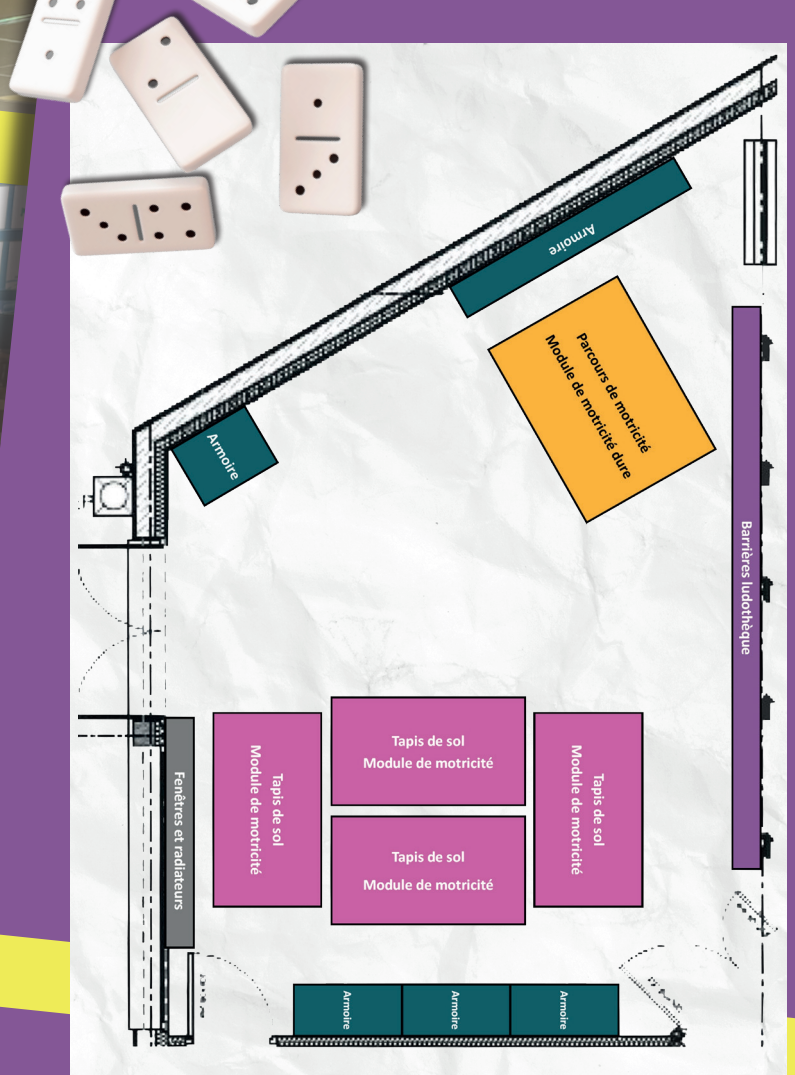 Armoire
Parcours de motricité
Module de motricité dure
Armoire
Barrières ludothèque
Tapis de sol
Module de motricité
Tapis de sol
Module de motricité
Tapis de sol
Module de motricité
Tapis de sol
Module de motricité
Fenêtres et radiateurs
Armoire
Armoire
Armoire